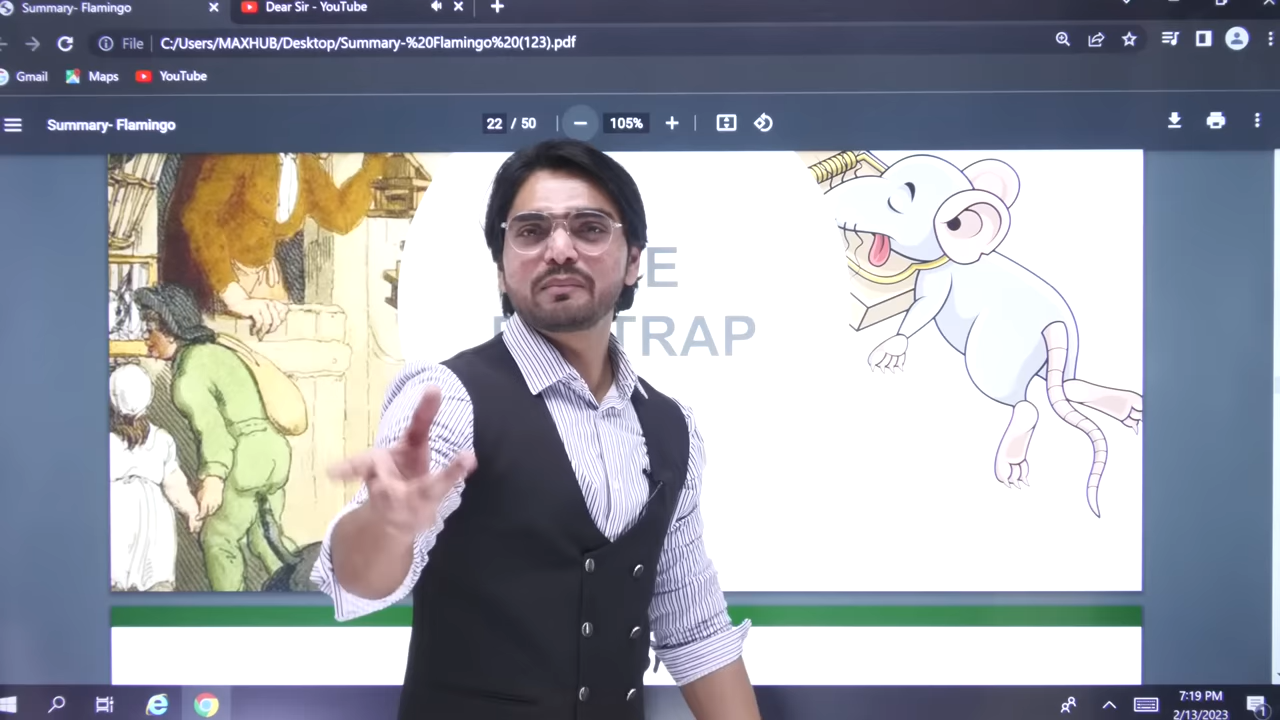 Summary- Flamingo
Dear Sir - YouTube
File
C:/Users/MAXHUB/Desktop/Summary-%20Flamingo%20(123).pdf
Gmail
Maps
YouTube
Summary- Flamingo
22 / 50
105%
TRAP
7:19 PM
2/13/2023
1